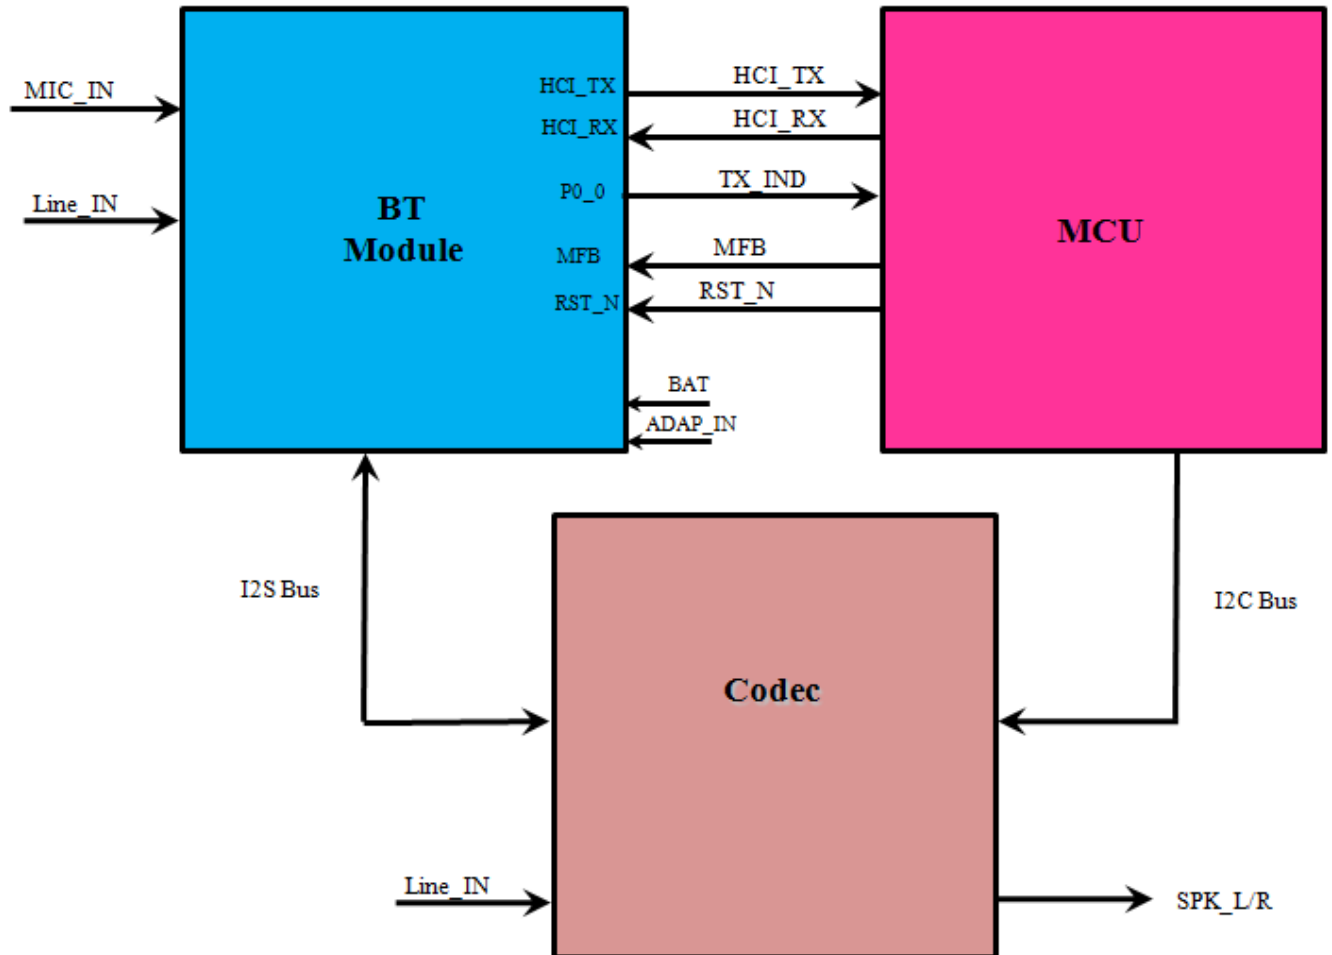 MIC_IN
Line_IN
BT
Module
HCI_TX
HCI_RX
P0_0
MFB
RST_N
HCI_TX
HCI_RX
TX_IND
MFB
RST_N
BAT
ADAP_IN
MCU
I2S Bus
I2C Bus
Codec
Line_IN
SPK_L/R